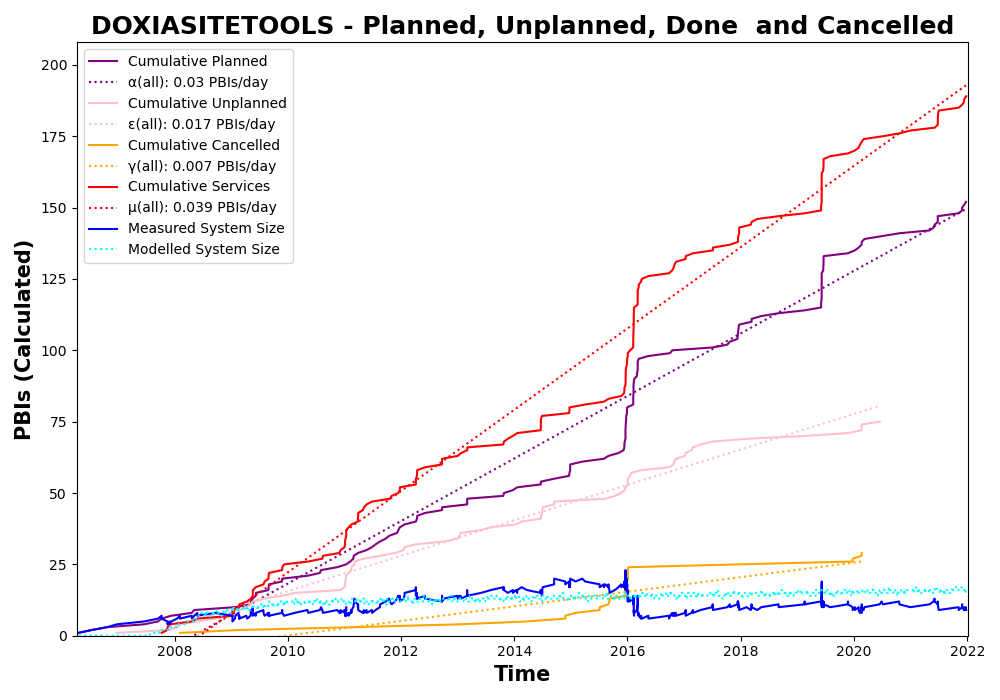 DOXIASITETOOLS - Planned, Unplanned, Done  and Cancelled
Cumulative Planned
α(all): 0.03 PBIs/day
Cumulative Unplanned
ε(all): 0.017 PBIs/day
Cumulative Cancelled
γ(all): 0.007 PBIs/day
Cumulative Services
μ(all): 0.039 PBIs/day
Measured System Size
Modelled System Size
PBIs (Calculated)
200
175
150
125
100
75
50
25
0
2008 2010 2012 2014 2016 2018 2020 2022
Time